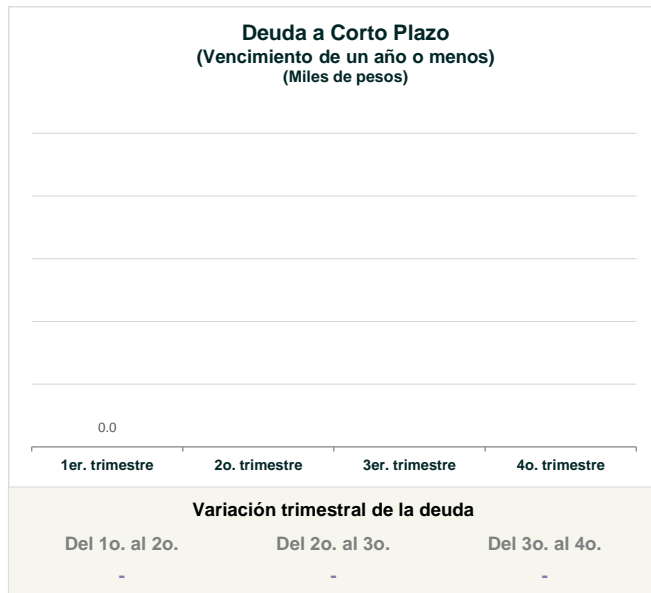 Deuda a Corto Plazo
(Vencimiento de un año o menos)
(Miles de pesos)
0.0
1er. trimestre 2o. trimestre 3er. trimestre 4o. trimestre
Variación trimestral de la deuda
Del 1o. al 2o. Del 2o. al 3o. Del 3o. al 4o.
- - -